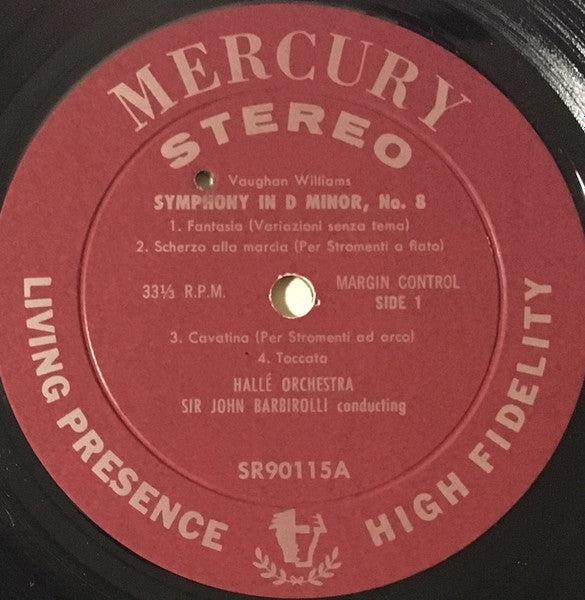 MERCURY
STEREO
Vaughan Williams
SYMPHONY IN D MINOR, No. 8
1. Fantasia (Variazioni senza tema)
2. Scherzo alla marcia (Per Stromenti a fiato)
33⅓ R.P.M.
MARGIN CONTROL
SIDE 1
3. Cavatina (Per Stromenti ad arco)
4. Toccata
HALLÉ ORCHESTRA
SIR JOHN BARBIROLLI conducting
SR90115A
LIVING PRESENCE
HIGH FIDELITY